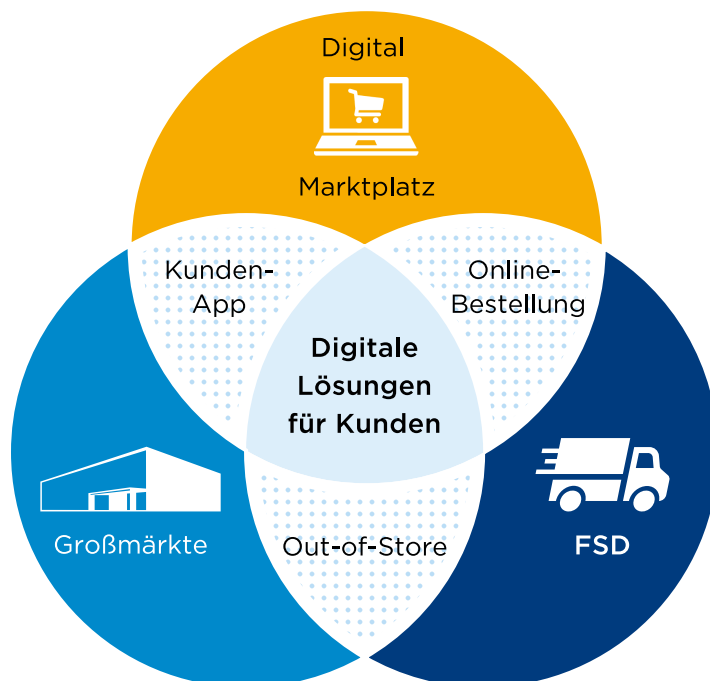 Digital
Marktplatz
Kunden-
App
Online-
Bestellung
Digitale
Lösungen
für Kunden
Großmärkte
Out-of-Store
FSD